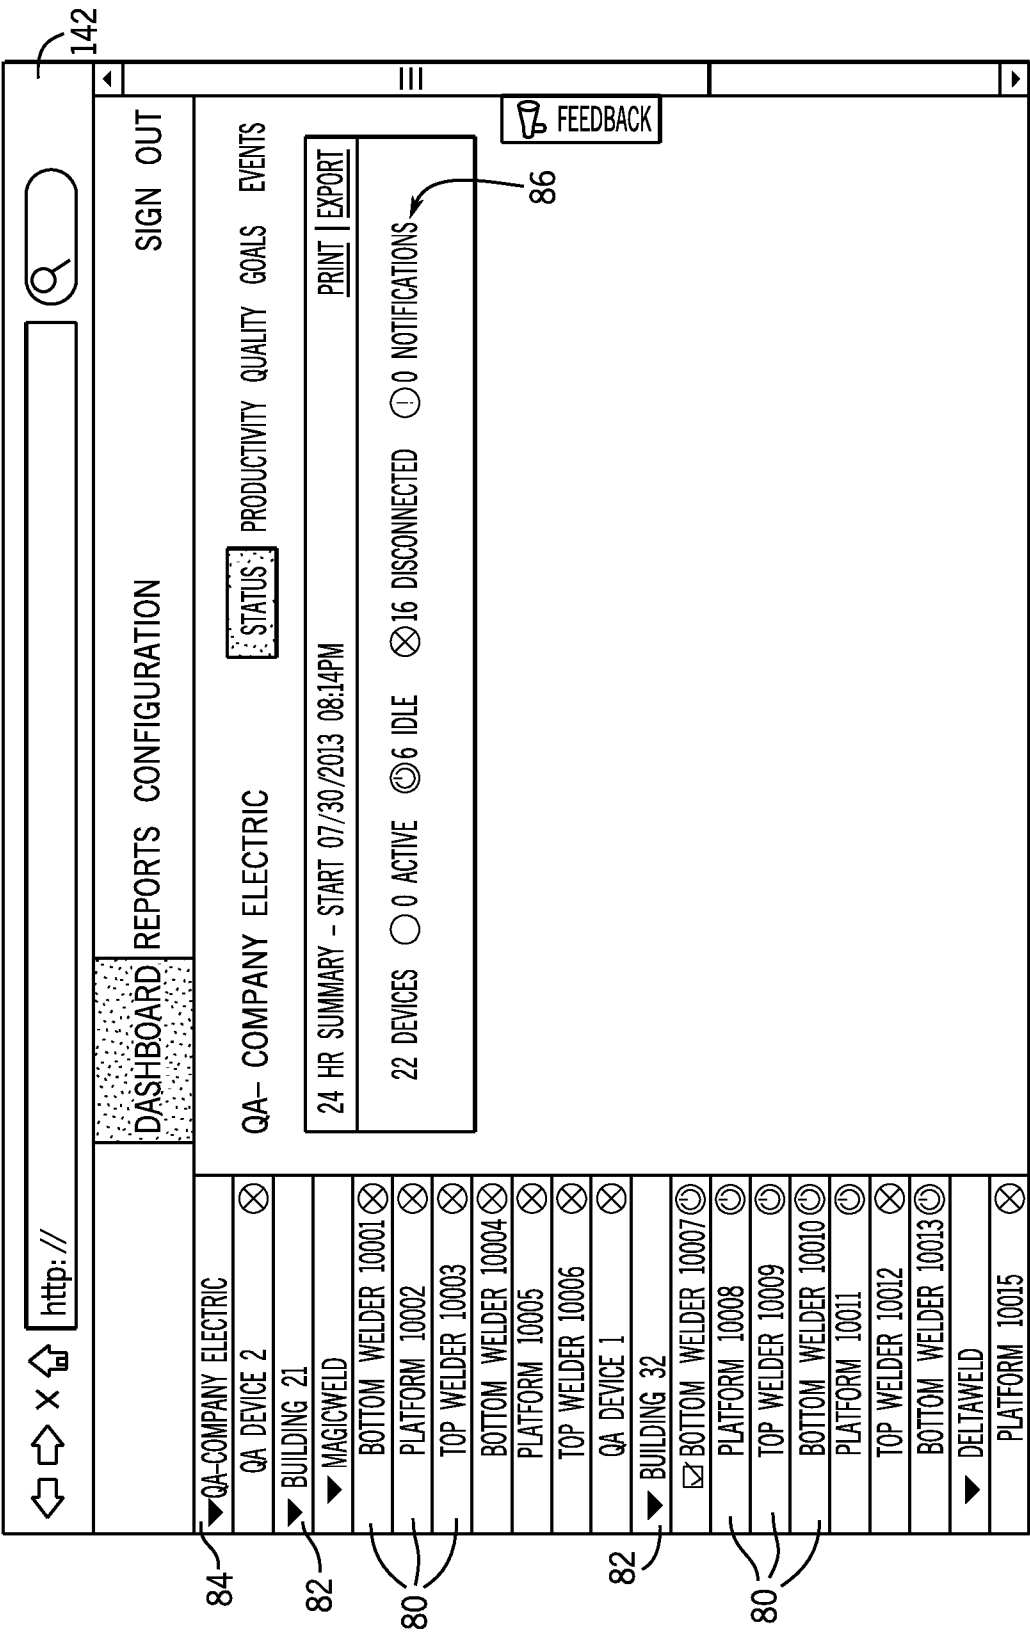 142
http: //
DASHBOARD REPORTS CONFIGURATION SIGN OUT
84
QA-COMPANY ELECTRIC
QA DEVICE 2
82
BUILDING 21
MAGICWELD
BOTTOM WELDER 10001
80
PLATFORM 10002
TOP WELDER 10003
BOTTOM WELDER 10004
PLATFORM 10005
TOP WELDER 10006
QA DEVICE 1
82
BUILDING 32
BOTTOM WELDER 10007
PLATFORM 10008
80
TOP WELDER 10009
BOTTOM WELDER 10010
PLATFORM 10011
TOP WELDER 10012
BOTTOM WELDER 10013
DELTAWELD
PLATFORM 10015
QA- COMPANY ELECTRIC
STATUS PRODUCTIVITY QUALITY GOALS EVENTS
24 HR SUMMARY - START 07/30/2013 08:14PM
PRINT | EXPORT
22 DEVICES 0 ACTIVE 6 IDLE 16 DISCONNECTED 0 NOTIFICATIONS
86
FEEDBACK